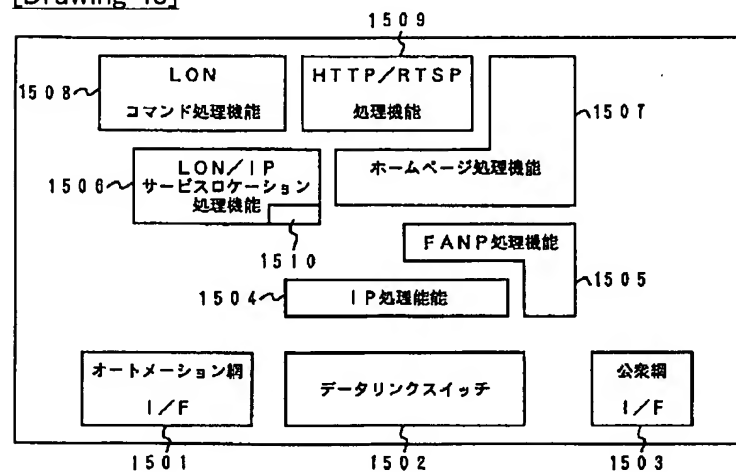 1509
LON
コマンド処理機能
HTTP/RTSP
処理機能
1508
1507
LON/IP
サービスロケーション
処理機能
ホームページ処理機能
1506
1510
FANP処理機能
1504
IP処理能能
1505
オートメーション網
I/F
データリンクスイッチ
公衆網
I/F
1501
1502
1503